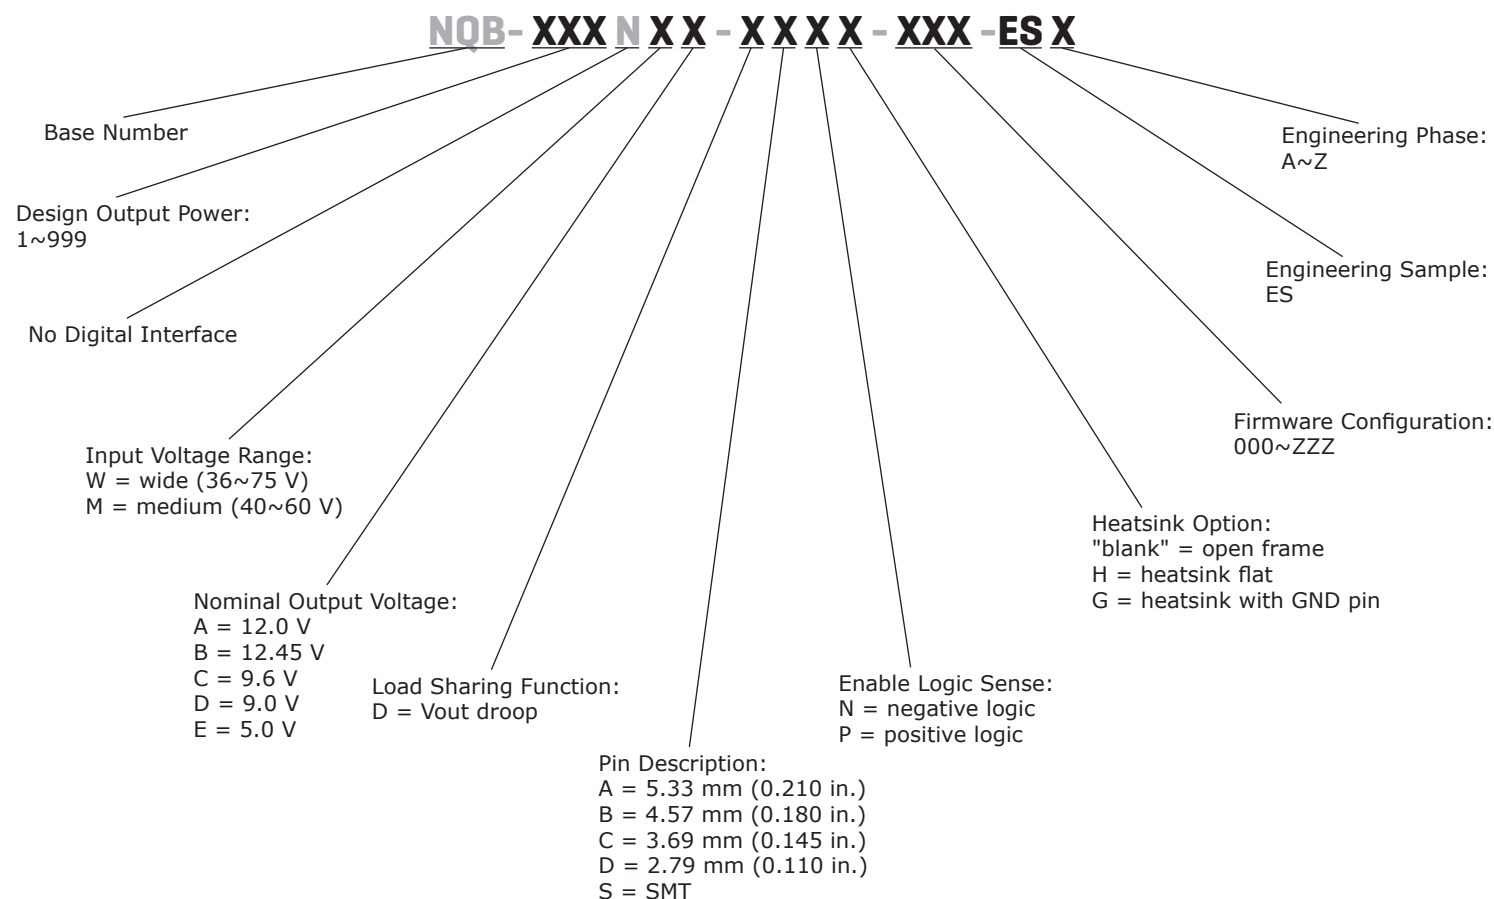 NQB- XXX N X X - X X X X - XXX -ES X
Base Number
Design Output Power:
1~999
No Digital Interface
Input Voltage Range:
W = wide (36~75 V)
M = medium (40~60 V)
Nominal Output Voltage:
A = 12.0 V
B = 12.45 V
C = 9.6 V
D = 9.0 V
E = 5.0 V
Load Sharing Function:
D = Vout droop
Pin Description:
A = 5.33 mm (0.210 in.)
B = 4.57 mm (0.180 in.)
C = 3.69 mm (0.145 in.)
D = 2.79 mm (0.110 in.)
S = SMT
Enable Logic Sense:
N = negative logic
P = positive logic
Heatsink Option:
"blank" = open frame
H = heatsink flat
G = heatsink with GND pin
Firmware Configuration:
000~ZZZ
Engineering Sample:
ES
Engineering Phase:
A~Z